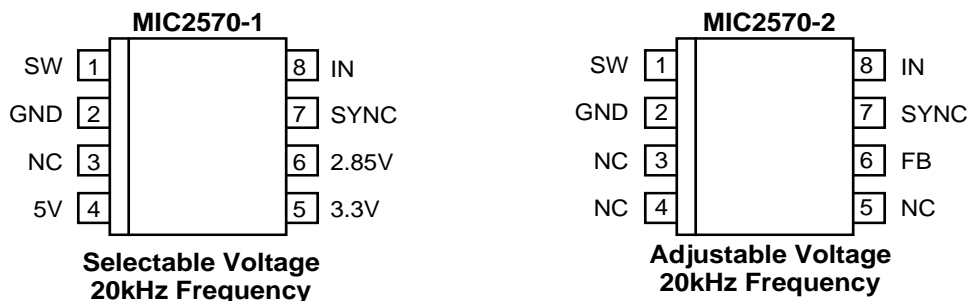 MIC2570-1
SW 1 8 IN
GND 2 7 SYNC
NC 3 6 2.85V
5V 4 5 3.3V
Selectable Voltage
20kHz Frequency
MIC2570-2
SW 1 8 IN
GND 2 7 SYNC
NC 3 6 FB
NC 4 5 NC
Adjustable Voltage
20kHz Frequency